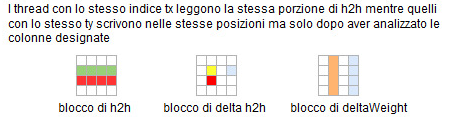 I thread con lo stesso indice tx leggono la stessa porzione di h2h mentre quelli
con lo stesso ty scrivono nelle stesse posizioni ma solo dopo aver analizzato le
colonne designate
blocco di h2h
blocco di delta h2h
blocco di deltaWeight